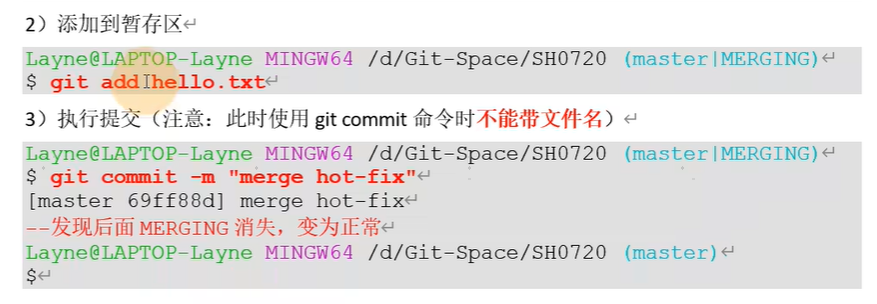 2）添加到暂存区
Layne@LAPTOP-Layne MINGW64 /d/Git-Space/SH0720 (master|MERGING)
$ git add hello.txt
3）执行提交（注意：此时使用 git commit 命令时不能带文件名）
Layne@LAPTOP-Layne MINGW64 /d/Git-Space/SH0720 (master|MERGING)
$ git commit -m "merge hot-fix"
[master 69ff88d] merge hot-fix
--发现后面 MERGING 消失，变为正常
Layne@LAPTOP-Layne MINGW64 /d/Git-Space/SH0720 (master)
$